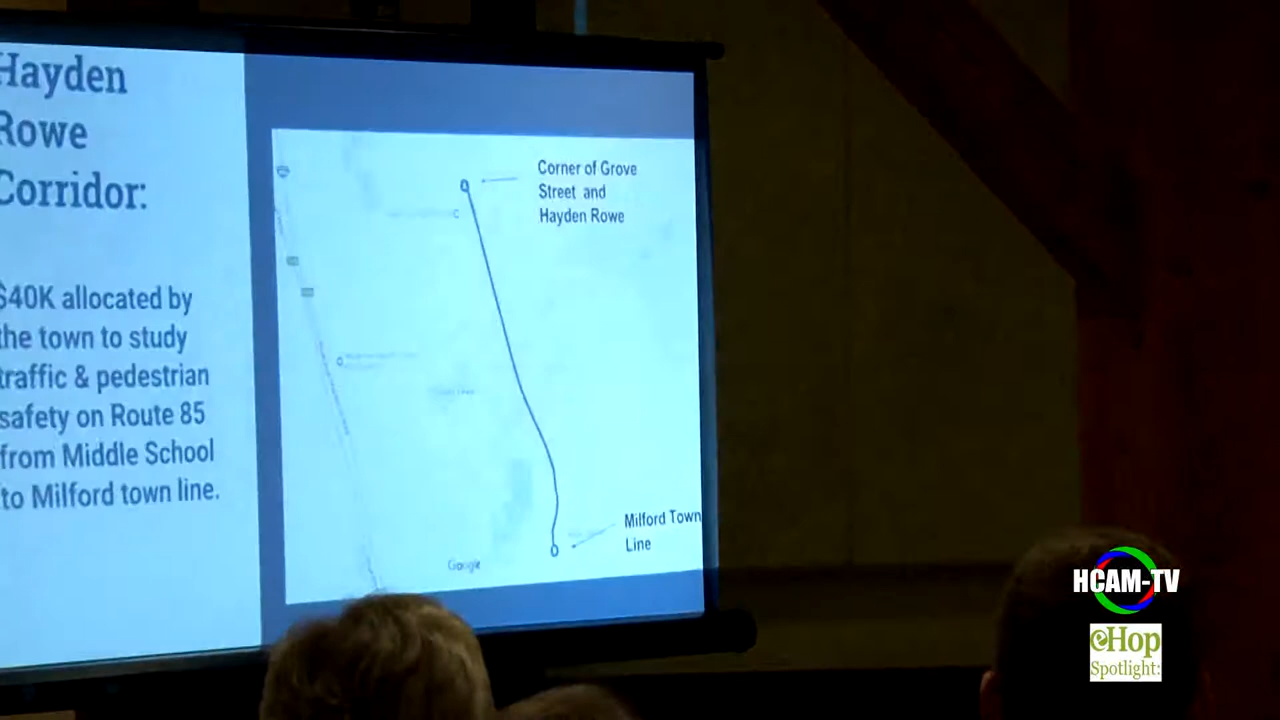 Hayden
Rowe
Corridor:
$40K allocated by
the town to study
traffic & pedestrian
safety on Route 85
from Middle School
to Milford town line.
Corner of Grove
Street and
Hayden Rowe
Milford Town
Line
Google
HCAM-TV
eHop
Spotlight: